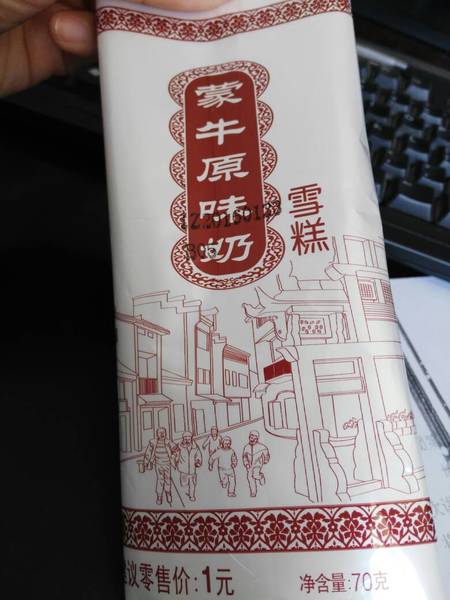 蒙牛原味奶
雪糕
议零售价:1元
净含量:70克